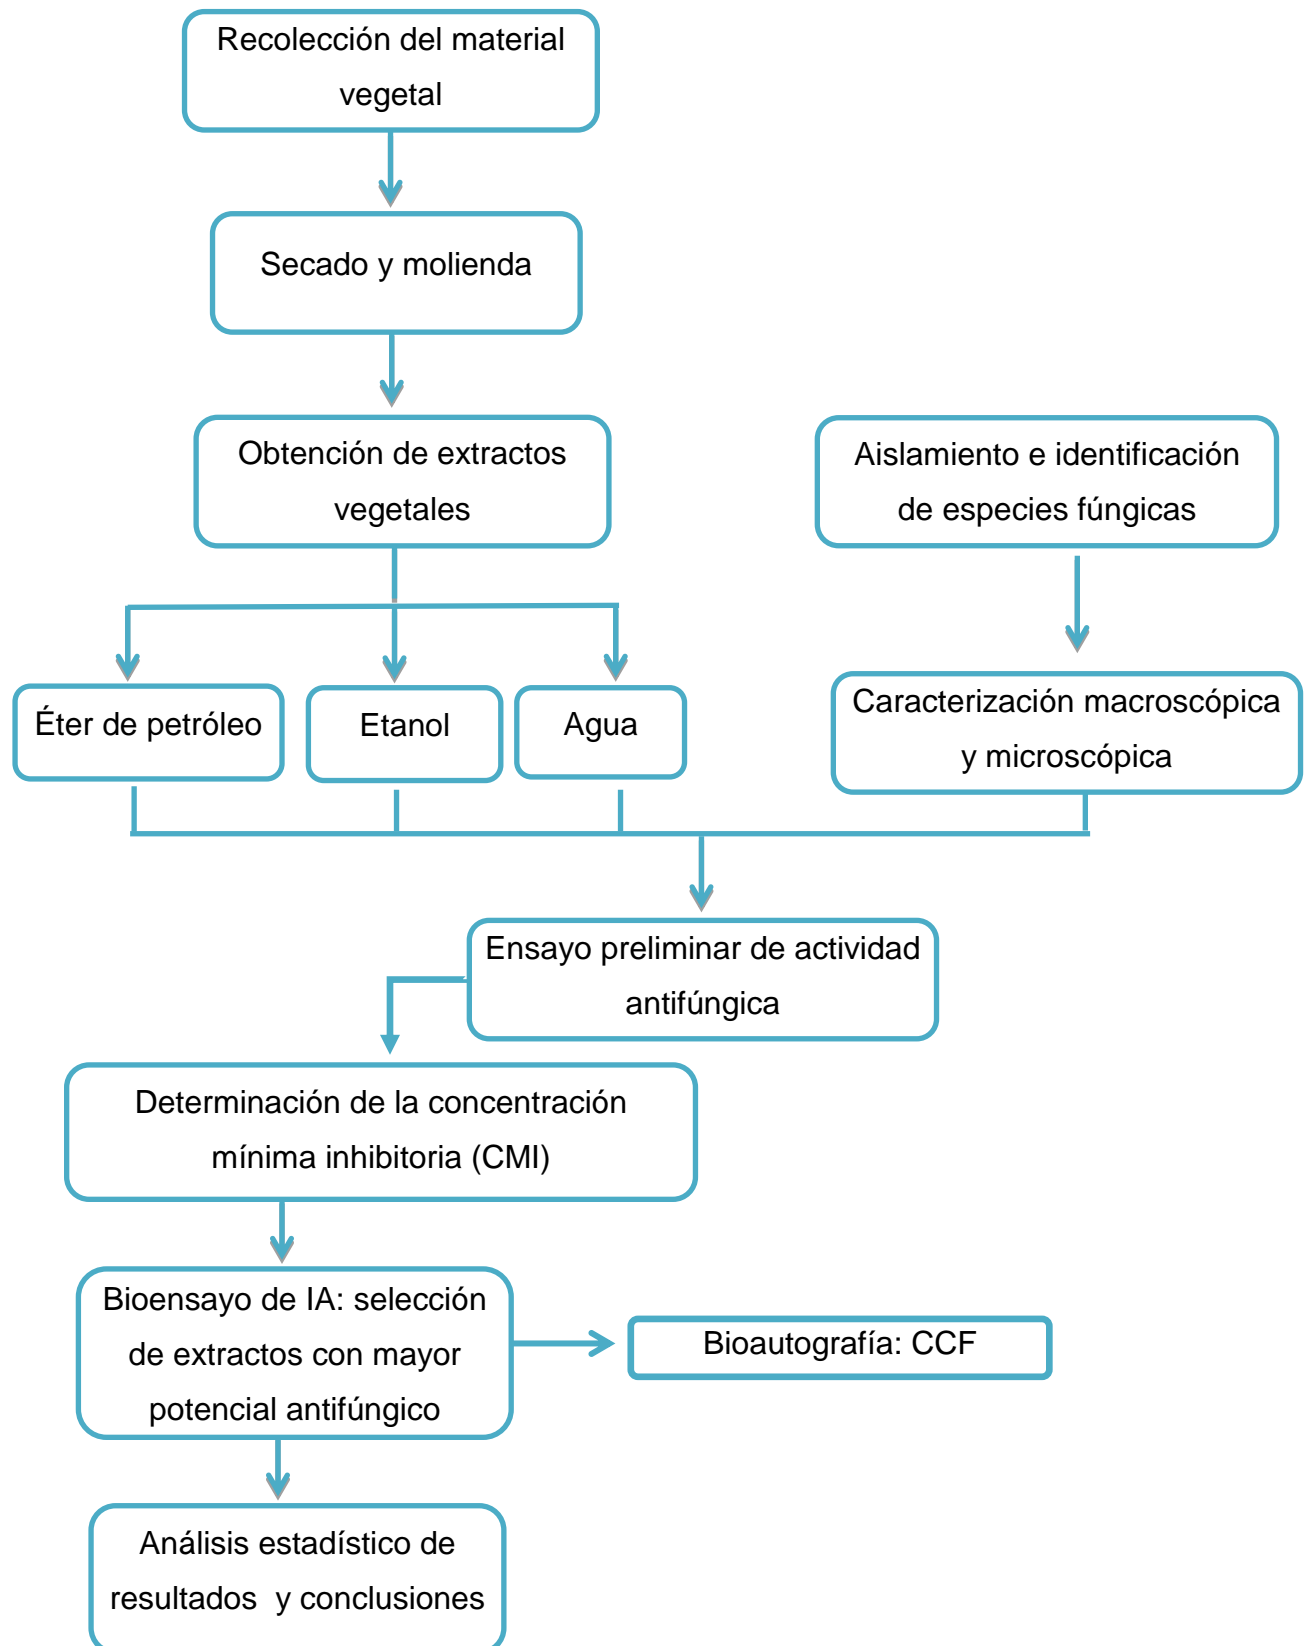 Recolección del material
vegetal
Secado y molienda
Obtención de extractos
vegetales
Aislamiento e identificación
de especies fúngicas
Éter de petróleo
Etanol
Agua
Caracterización macroscópica
y microscópica
Ensayo preliminar de actividad
antifúngica
Determinación de la concentración
mínima inhibitoria (CMI)
Bioensayo de IA: selección
de extractos con mayor
potencial antifúngico
Bioautografía: CCF
Análisis estadístico de
resultados y conclusiones